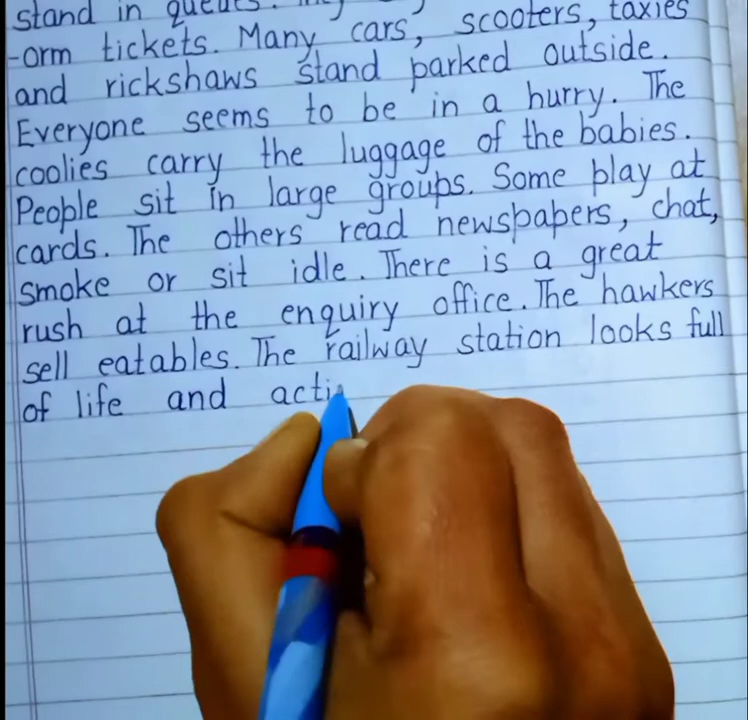 stand in queues. They
-orm tickets. Many cars, scooters, taxies
and rickshaws stand parked outside.
Everyone seems to be in a hurry. The
coolies carry the luggage of the babies.
People sit in large groups. Some play at
cards. The others read newspapers, chat,
smoke or sit idle. There is a great
rush at the enquiry office. The hawkers
sell eatables. The railway station looks full
of life and acti